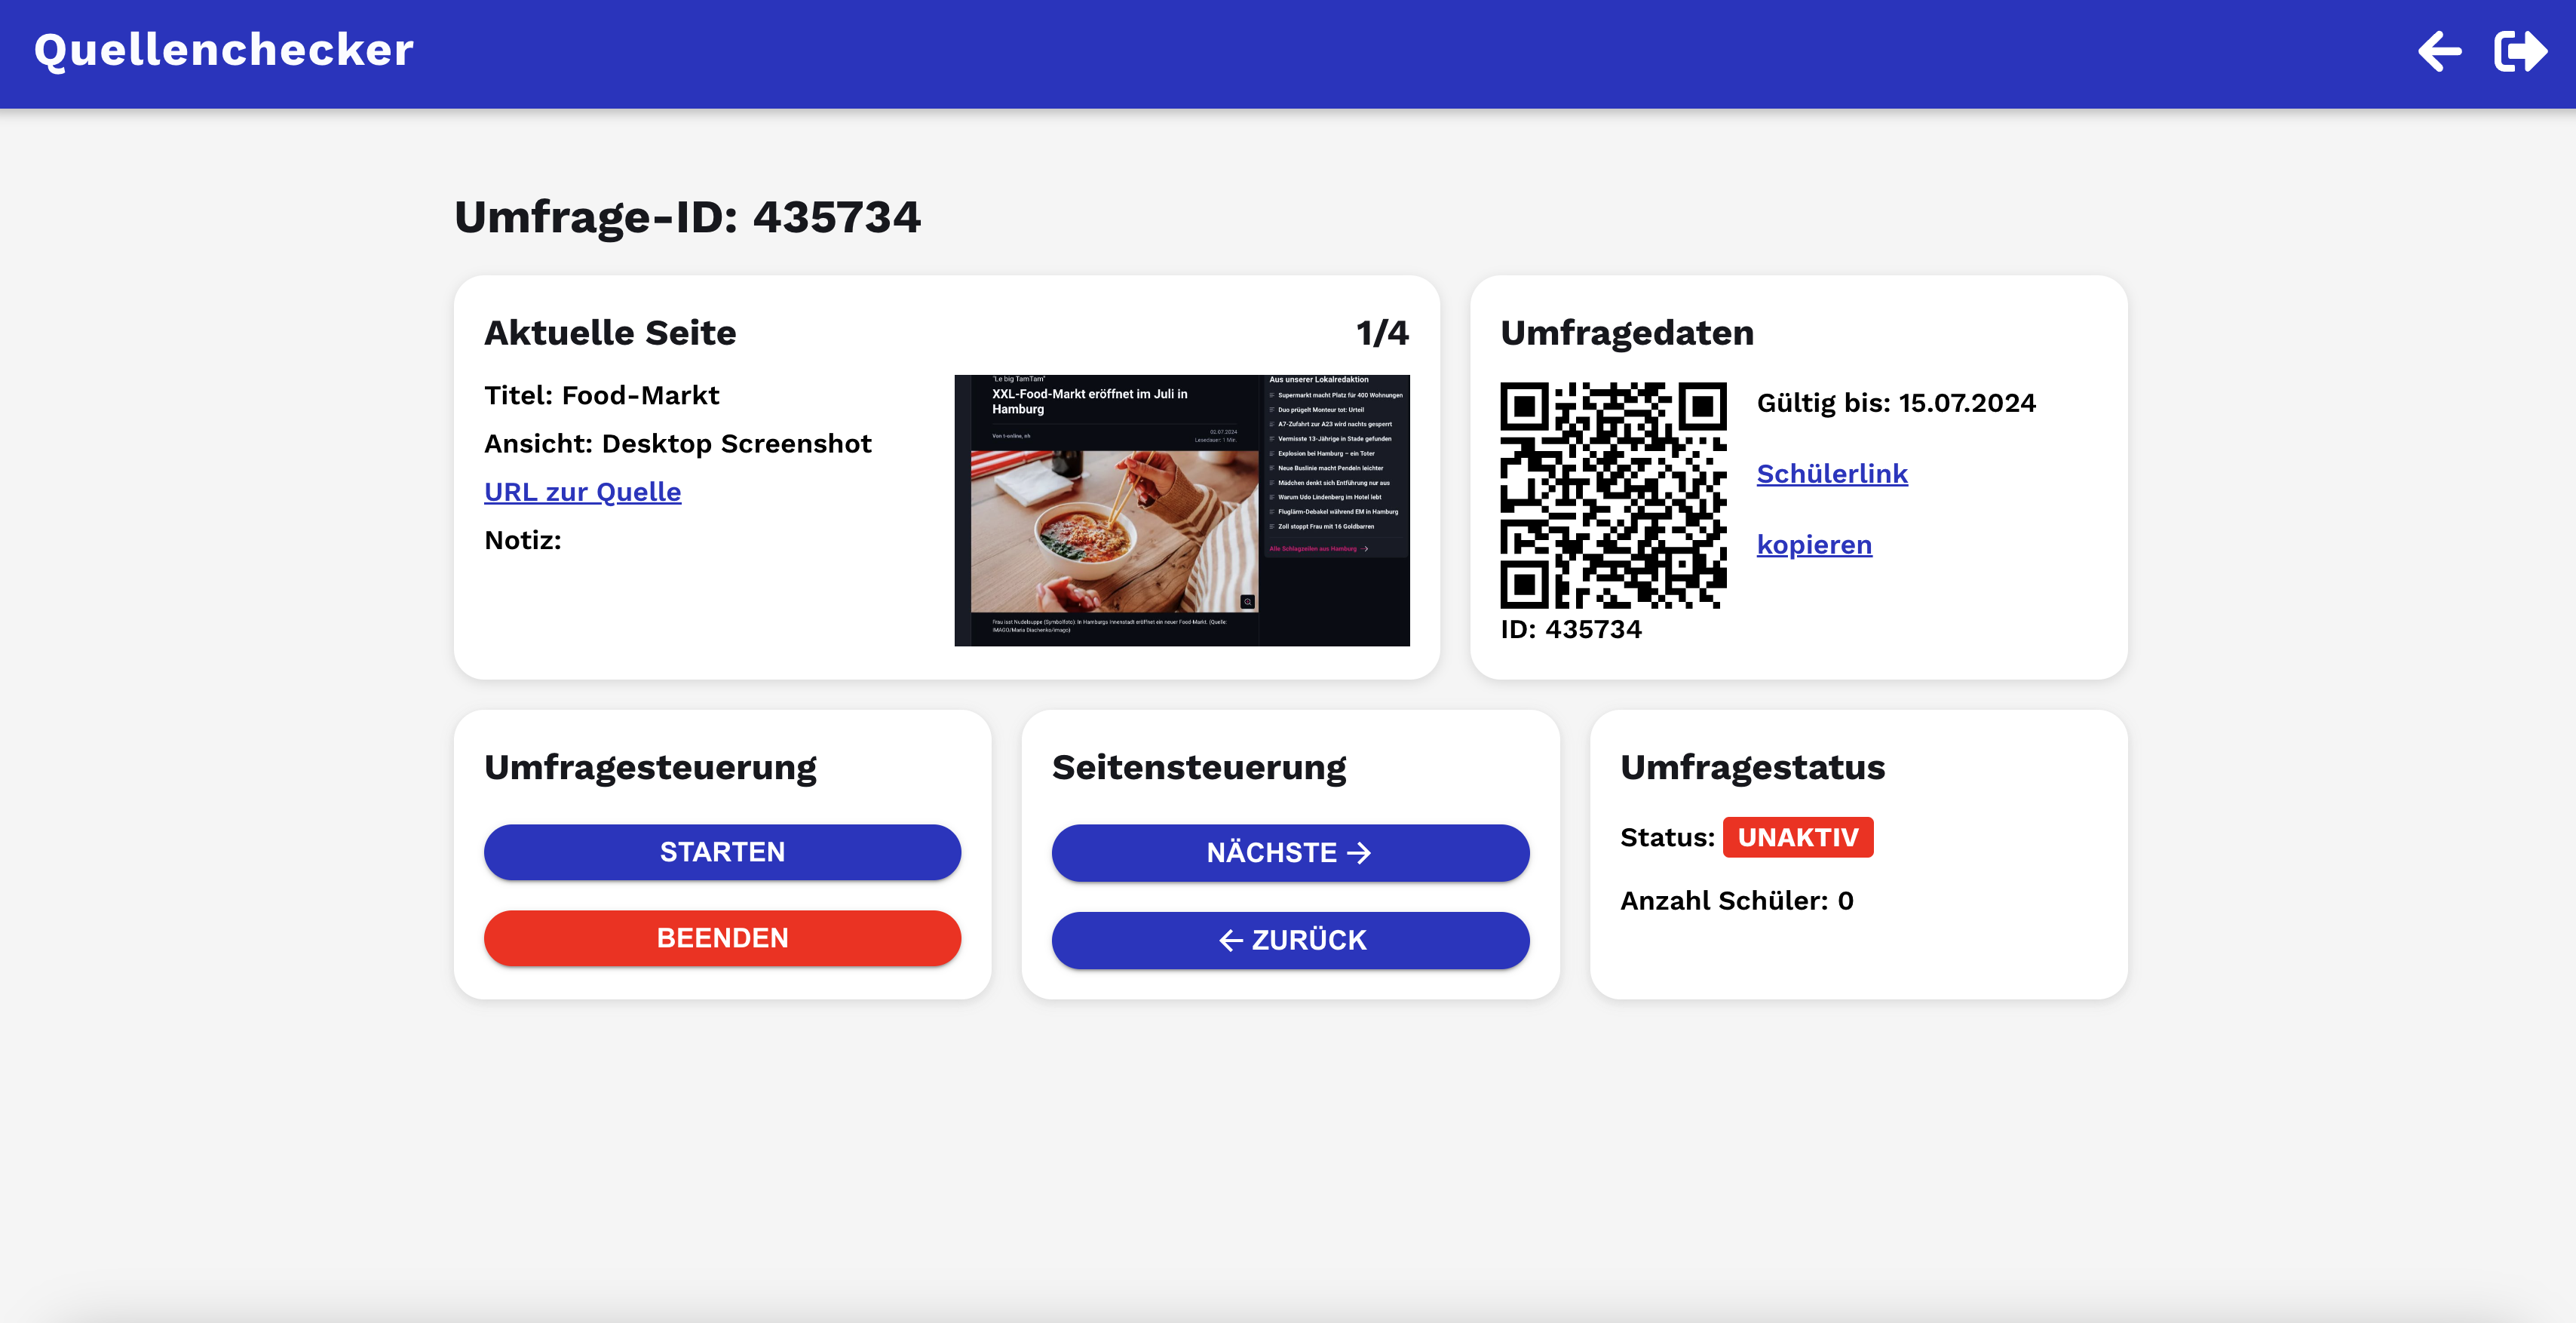 Quellenchecker
Umfrage-ID: 435734
Aktuelle Seite
1/4
Titel: Food-Markt
Ansicht: Desktop Screenshot
URL zur Quelle
Notiz:
"Le big TamTam"
XXL-Food-Markt eröffnet im Juli in
Hamburg
Von t-online, nh
02.07.2024
Lesedauer: 1 Min.
Frau isst Nudelsuppe (Symbolfoto): In Hamburgs Innenstadt eröffnet ein neuer Food-Markt. (Quelle:
IMAGO/Maria Diachenko/imago)
Aus unserer Lokalredaktion
Supermarkt macht Platz für 400 Wohnungen
Duo prügelt Monteur tot: Urteil
A7-Zufahrt zur A23 wird nachts gesperrt
Vermisste 13-Jährige in Stade gefunden
Explosion bei Hamburg – ein Toter
Neue Buslinie macht Pendeln leichter
Mädchen denkt sich Entführung nur aus
Warum Udo Lindenberg im Hotel lebt
Fluglärm-Debakel während EM in Hamburg
Zoll stoppt Frau mit 16 Goldbarren
Alle Schlagzeilen aus Hamburg →
Umfragedaten
Gültig bis: 15.07.2024
Schülerlink
kopieren
ID: 435734
Umfragesteuerung
STARTEN
BEENDEN
Seitensteuerung
NÄCHSTE →
← ZURÜCK
Umfragestatus
Status: UNAKTIV
Anzahl Schüler: 0